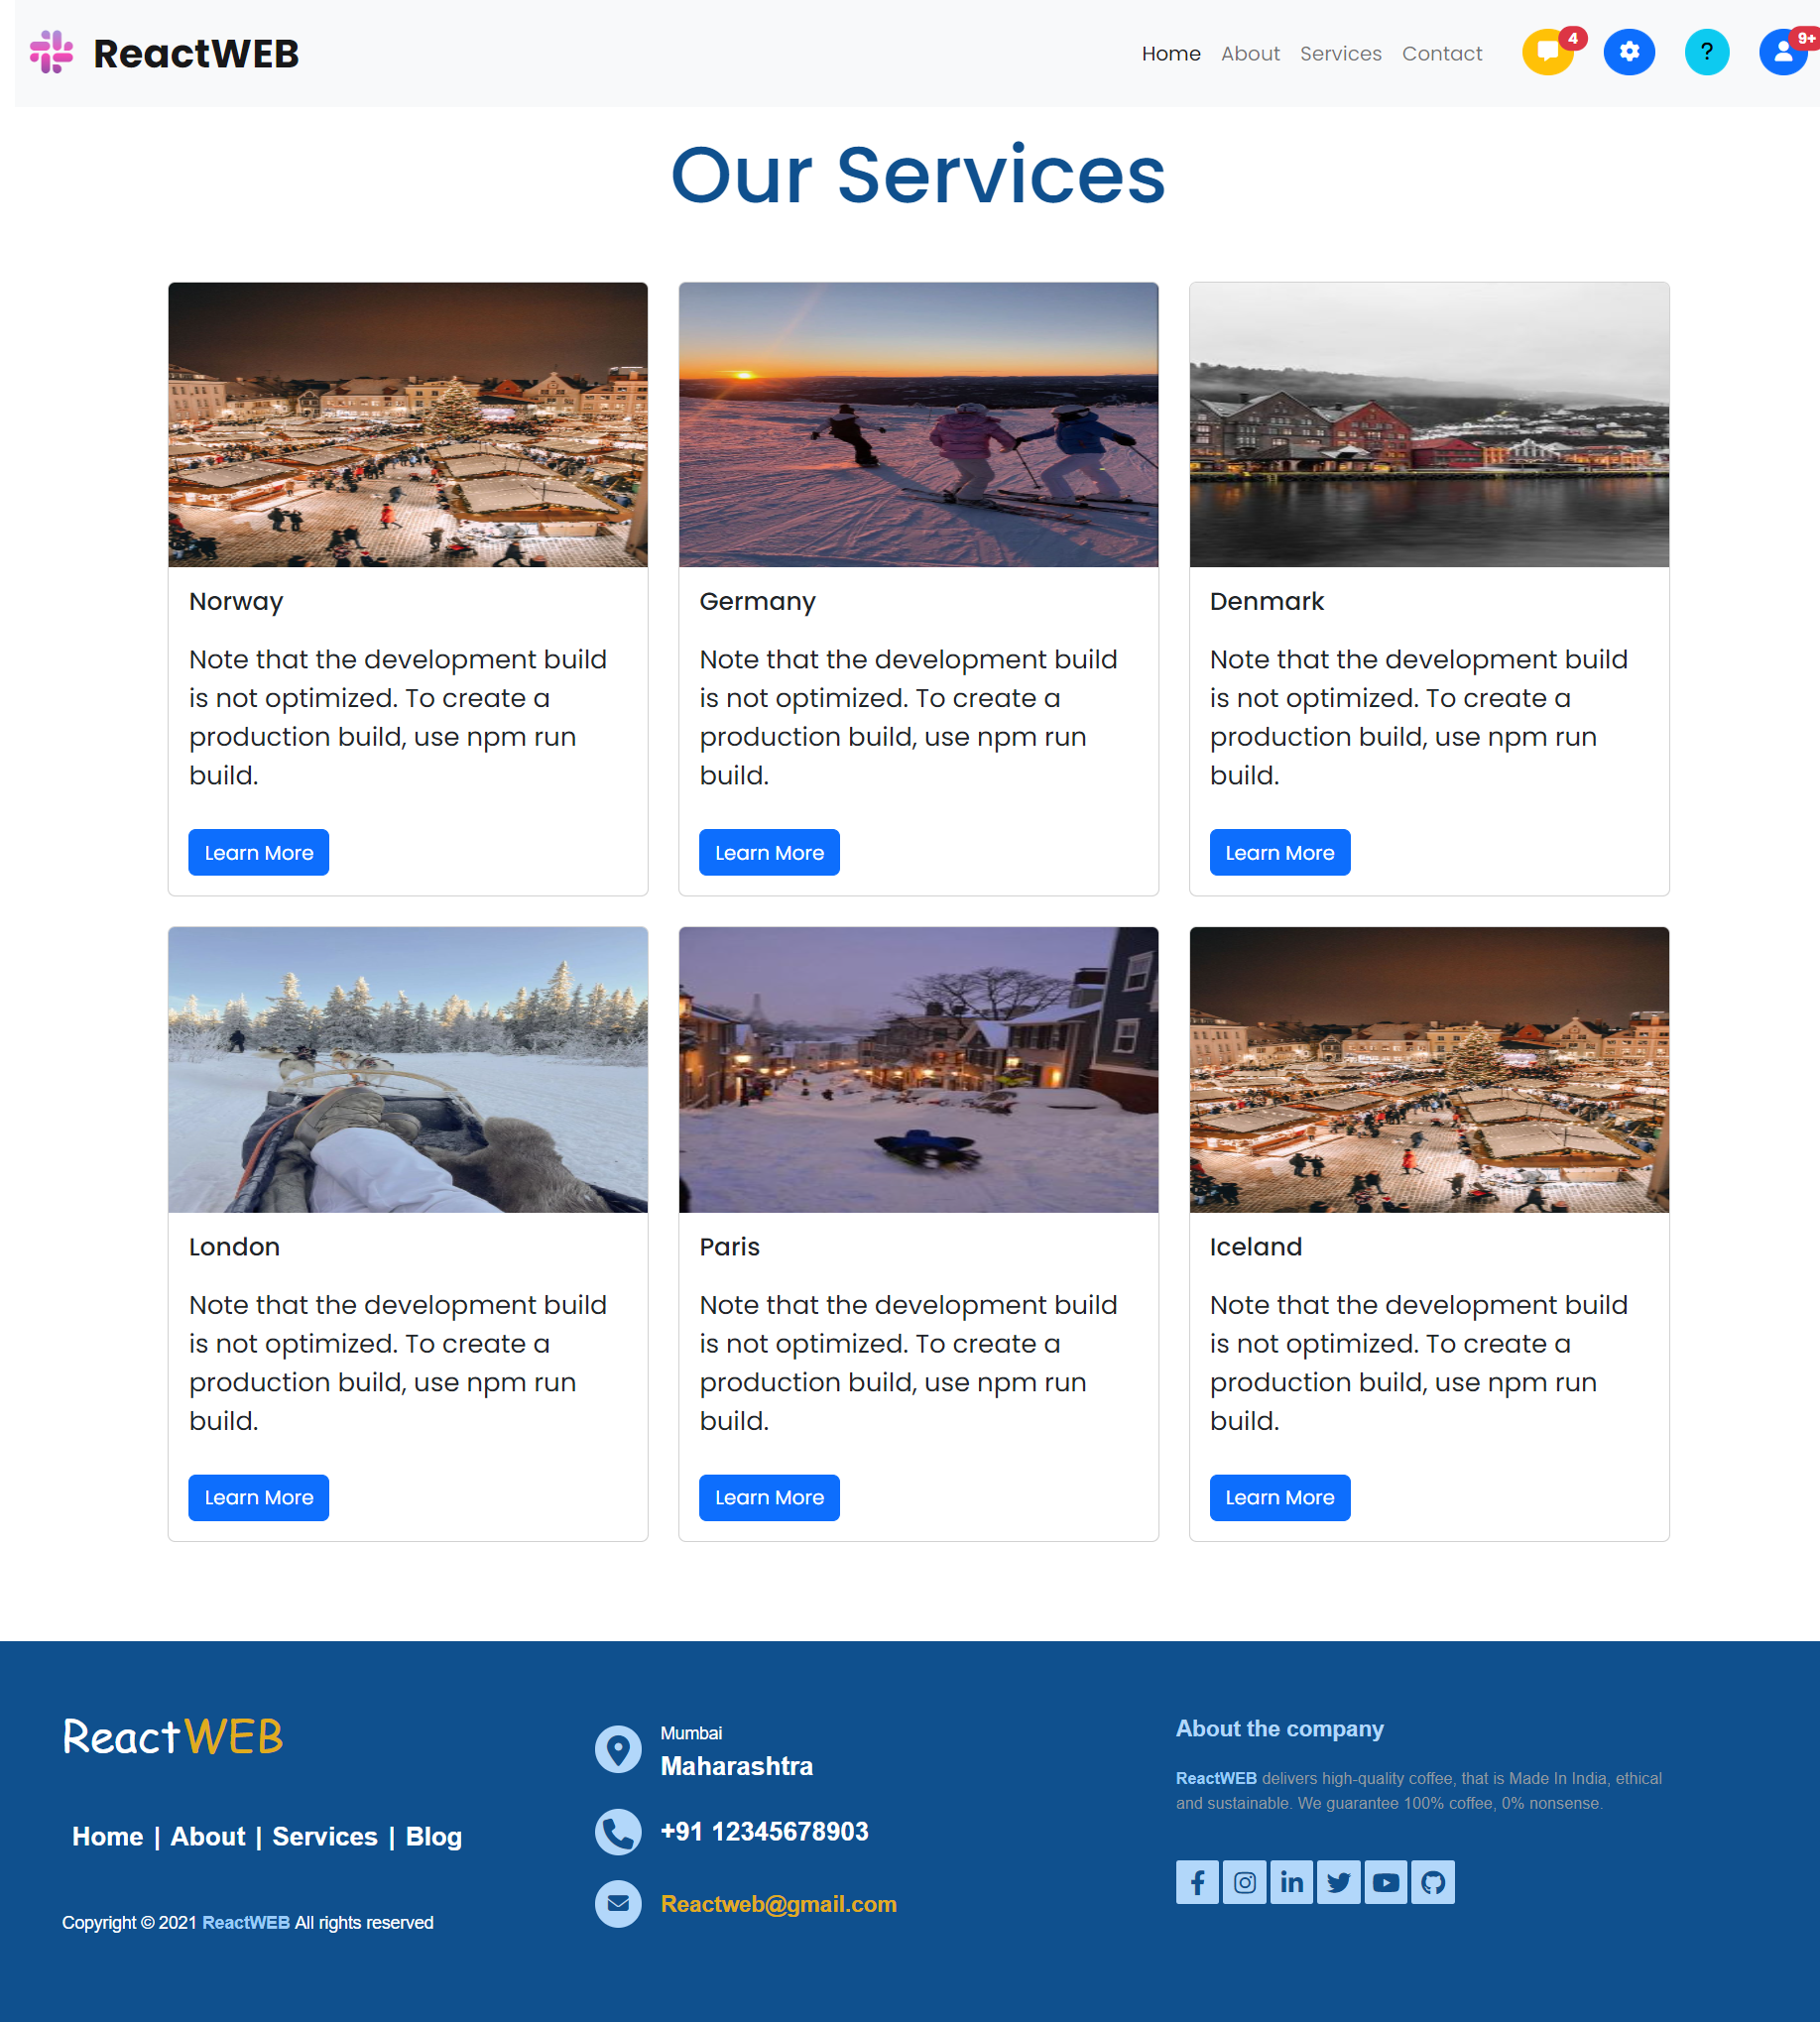 ReactWEB
Home About Services Contact 4 ? 9+
Our Services
Norway
Note that the development build
is not optimized. To create a
production build, use npm run
build.
Learn More
Germany
Note that the development build
is not optimized. To create a
production build, use npm run
build.
Learn More
Denmark
Note that the development build
is not optimized. To create a
production build, use npm run
build.
Learn More
London
Note that the development build
is not optimized. To create a
production build, use npm run
build.
Learn More
Paris
Note that the development build
is not optimized. To create a
production build, use npm run
build.
Learn More
Iceland
Note that the development build
is not optimized. To create a
production build, use npm run
build.
Learn More
ReactWEB
Home | About | Services | Blog
Copyright © 2021 ReactWEB All rights reserved
Mumbai
Maharashtra
+91 12345678903
Reactweb@gmail.com
About the company
ReactWEB delivers high-quality coffee, that is Made In India, ethical
and sustainable. We guarantee 100% coffee, 0% nonsense.